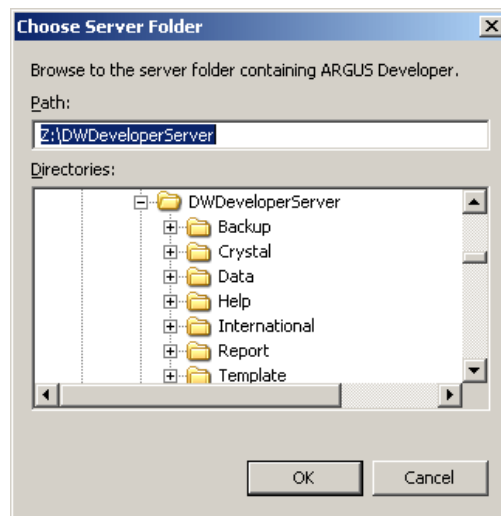 Choose Server Folder
Browse to the server folder containing ARGUS Developer.
Path:
Z:\DWDeveloperServer
Directories:
DWDeveloperServer
Backup
Crystal
Data
Help
International
Report
Template
OK Cancel